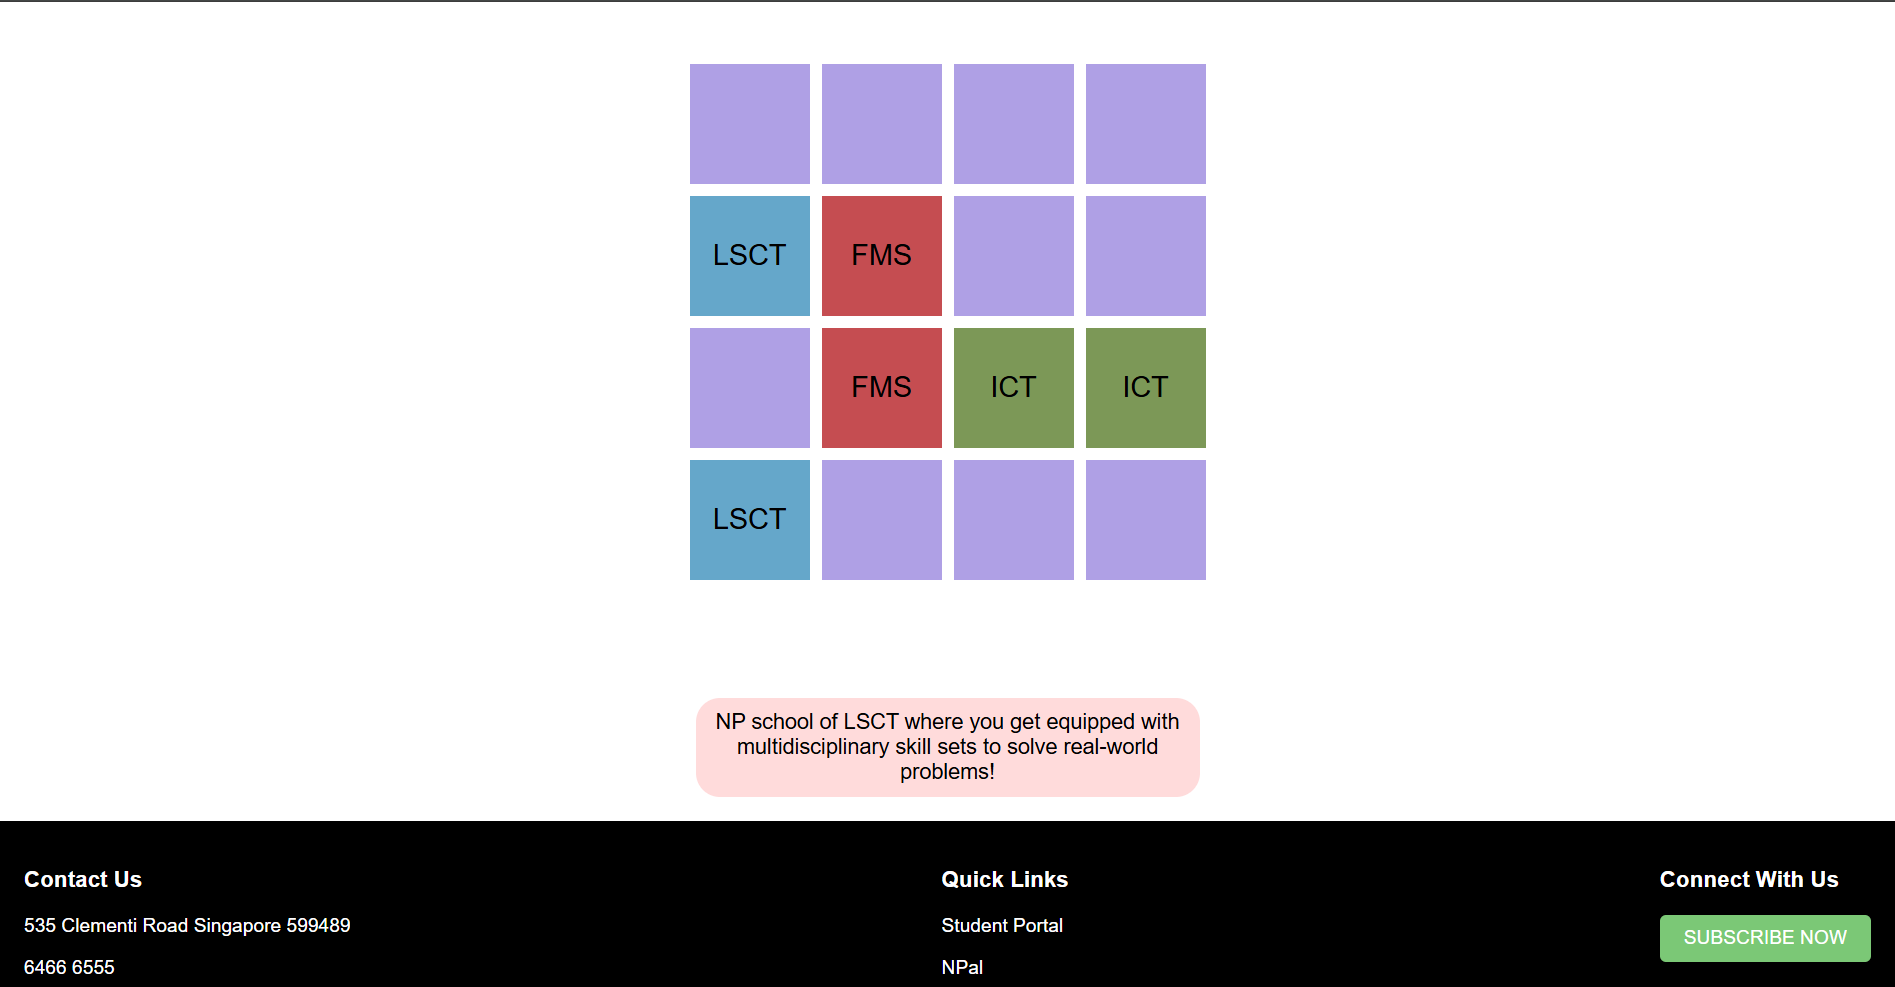 LSCT FMS
FMS ICT ICT
LSCT
NP school of LSCT where you get equipped with
multidisciplinary skill sets to solve real-world
problems!
Contact Us
535 Clementi Road Singapore 599489
6466 6555
Quick Links
Student Portal
NPal
Connect With Us
SUBSCRIBE NOW